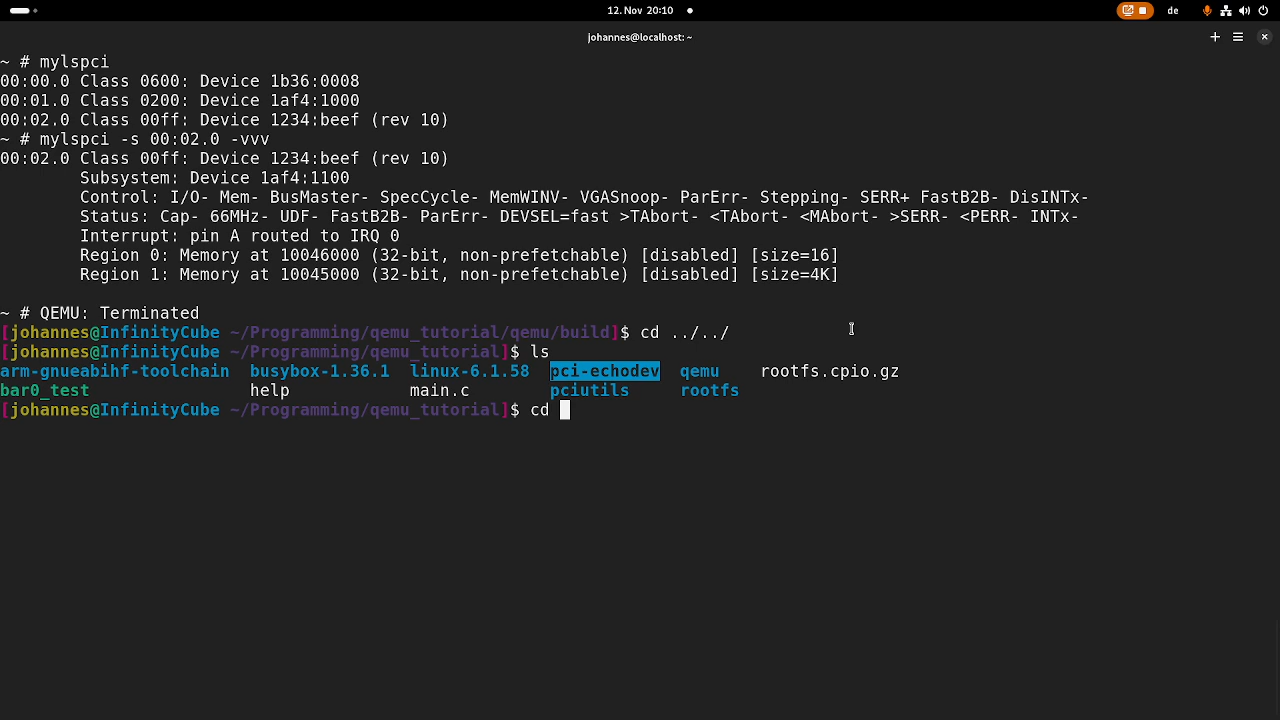 12. Nov 20:10
de
johannes@localhost: ~
~ # mylspci
00:00.0 Class 0600: Device 1b36:0008
00:01.0 Class 0200: Device 1af4:1000
00:02.0 Class 00ff: Device 1234:beef (rev 10)
~ # mylspci -s 00:02.0 -vvv
00:02.0 Class 00ff: Device 1234:beef (rev 10)
        Subsystem: Device 1af4:1100
        Control: I/O- Mem- BusMaster- SpecCycle- MemWINV- VGASnoop- ParErr- Stepping- SERR+ FastB2B- DisINTx-
        Status: Cap- 66MHz- UDF- FastB2B- ParErr- DEVSEL=fast >TAbort- <TAbort- <MAbort- >SERR- <PERR- INTx-
        Interrupt: pin A routed to IRQ 0
        Region 0: Memory at 10046000 (32-bit, non-prefetchable) [disabled] [size=16]
        Region 1: Memory at 10045000 (32-bit, non-prefetchable) [disabled] [size=4K]
~ # QEMU: Terminated
[johannes@InfinityCube ~/Programming/qemu_tutorial/qemu/build]$ cd ../../
[johannes@InfinityCube ~/Programming/qemu_tutorial]$ ls
arm-gnueabihf-toolchain  busybox-1.36.1  linux-6.1.58  pci-echodev  qemu    rootfs.cpio.gz
bar0_test                help            main.c        pciutils     rootfs
[johannes@InfinityCube ~/Programming/qemu_tutorial]$ cd